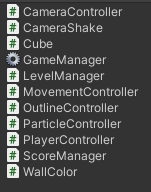 CameraController
CameraShake
Cube
GameManager
LevelManager
MovementController
OutlineController
ParticleController
PlayerController
ScoreManager
WallColor